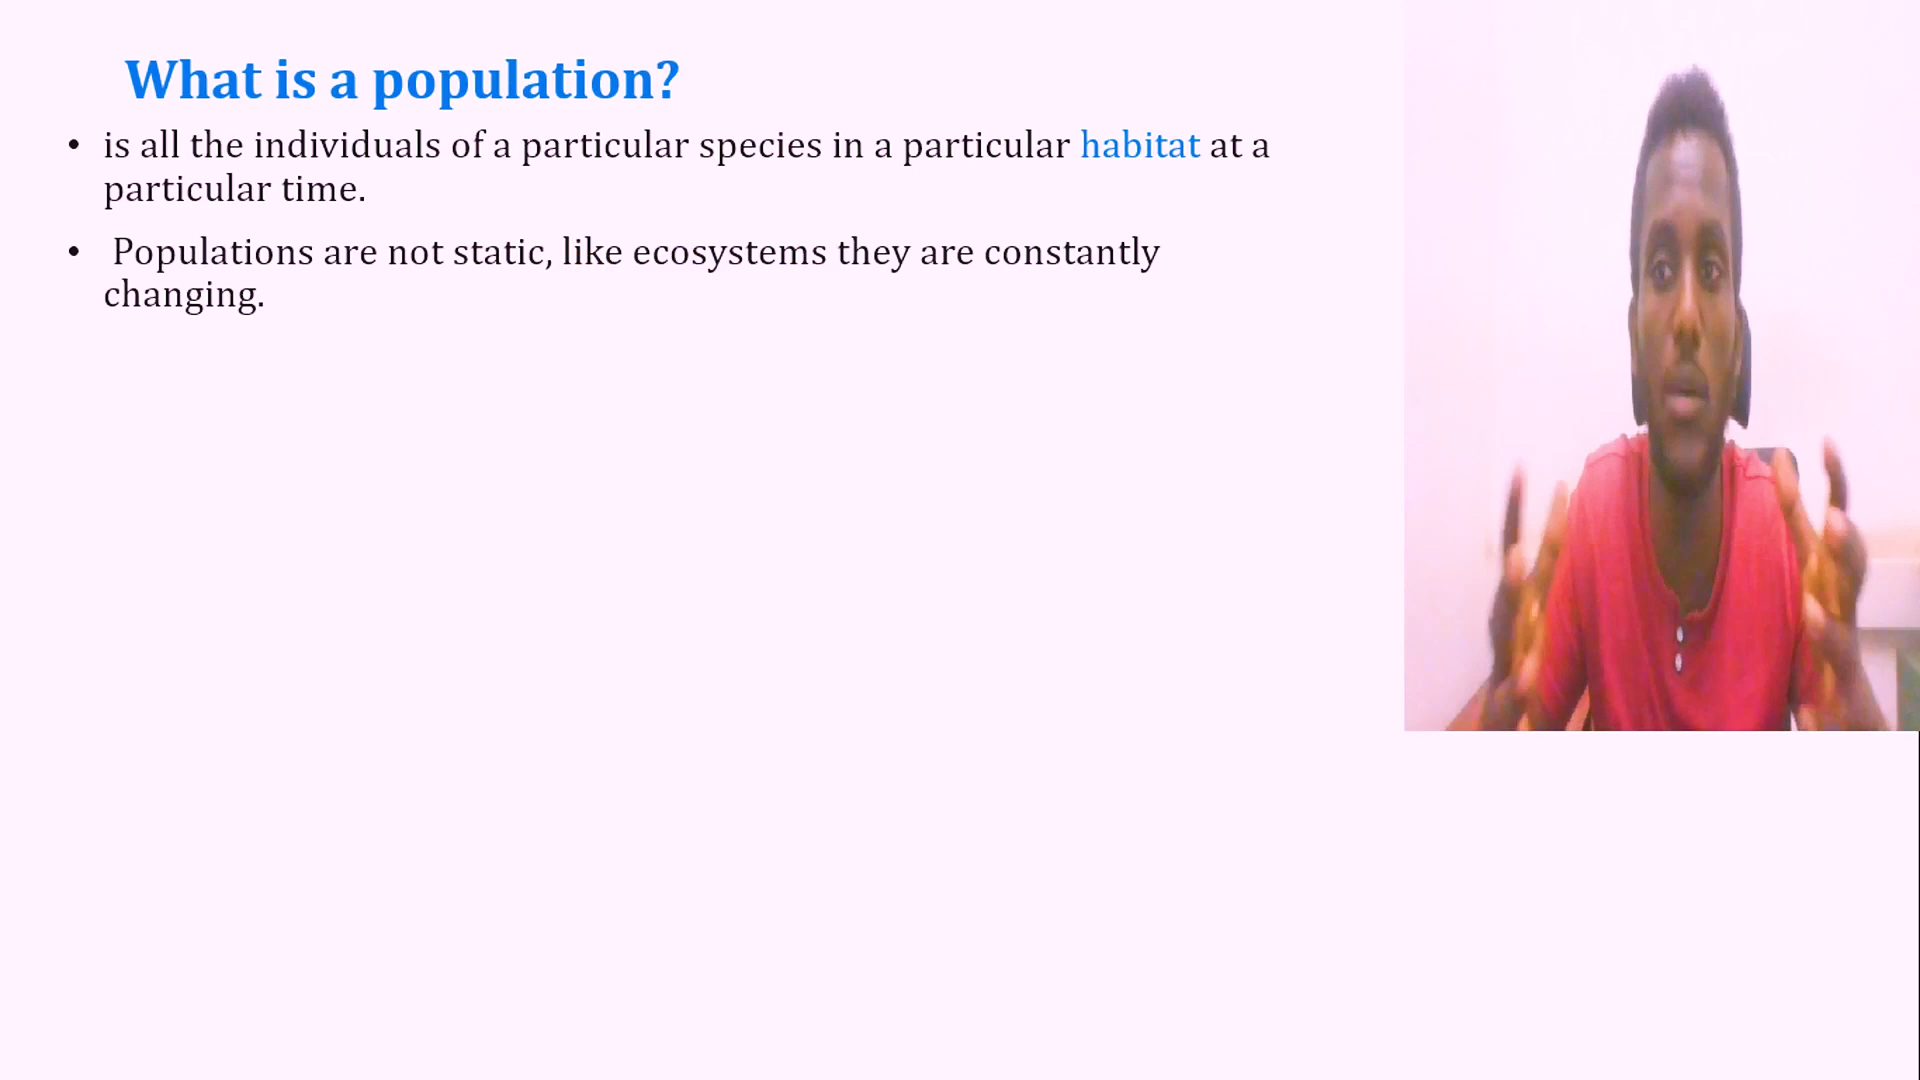 What is a population?
• is all the individuals of a particular species in a particular habitat at a
particular time.
• Populations are not static, like ecosystems they are constantly
changing.